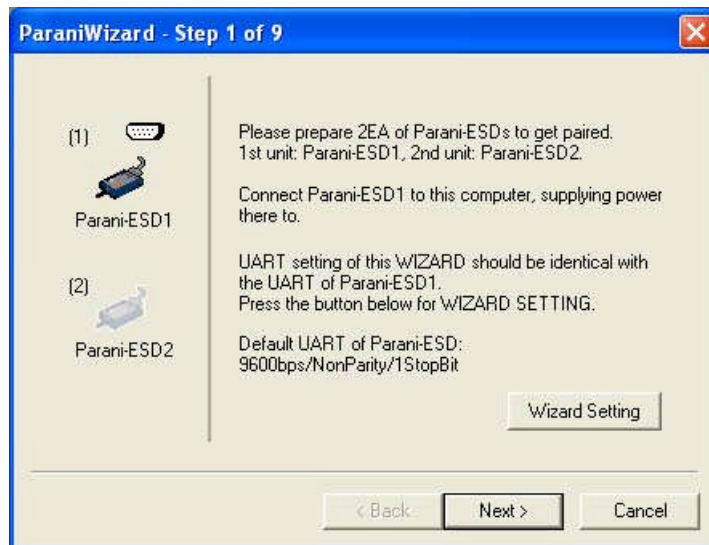 ParaniWizard - Step 1 of 9
(1)
Parani-ESD1
(2)
Parani-ESD2
Please prepare 2EA of Parani-ESDs to get paired.
1st unit: Parani-ESD1, 2nd unit: Parani-ESD2.
Connect Parani-ESD1 to this computer, supplying power
there to.
UART setting of this WIZARD should be identical with
the UART of Parani-ESD1.
Press the button below for WIZARD SETTING.
Default UART of Parani-ESD:
9600bps/NonParity/1StopBit
Wizard Setting
< Back
Next >
Cancel